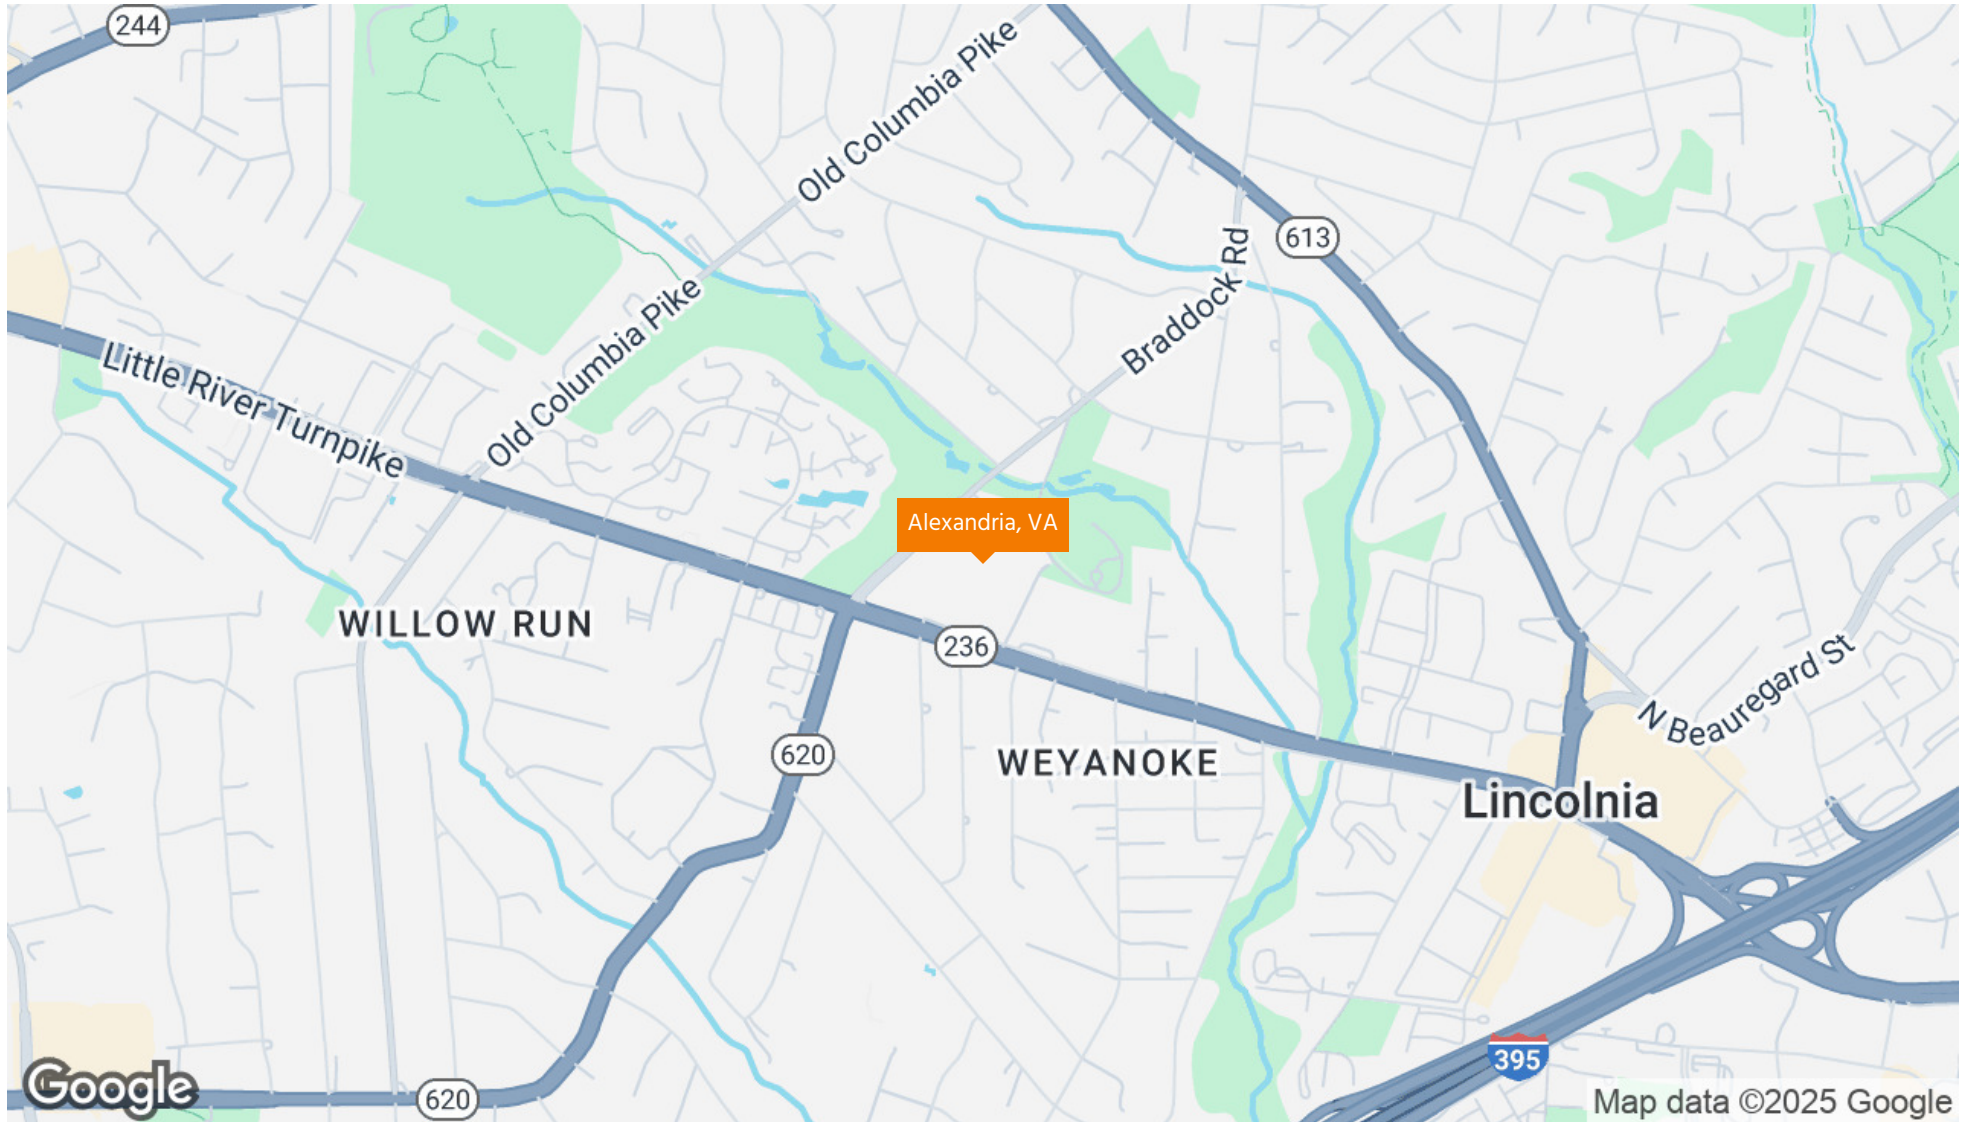 244
Old Columbia Pike
613
Braddock Rd
Old Columbia Pike
Little River Turnpike
Alexandria, VA
WILLOW RUN
236
N Beauregard St
620
WEYANOKE
Lincolnia
395
Google
620
Map data ©2025 Google